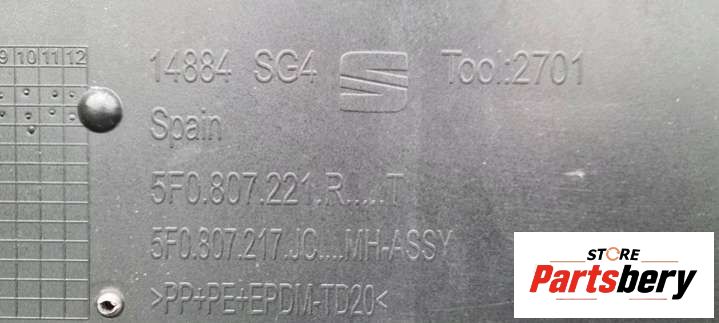 9 10 11 12
14884 SG4 Tool:2701
Spain
5F0.807.221.R.....T
5F0.807.217.JC....MH-ASSY
>PP+PE+EPDM-TD20<
STORE
Partsbery